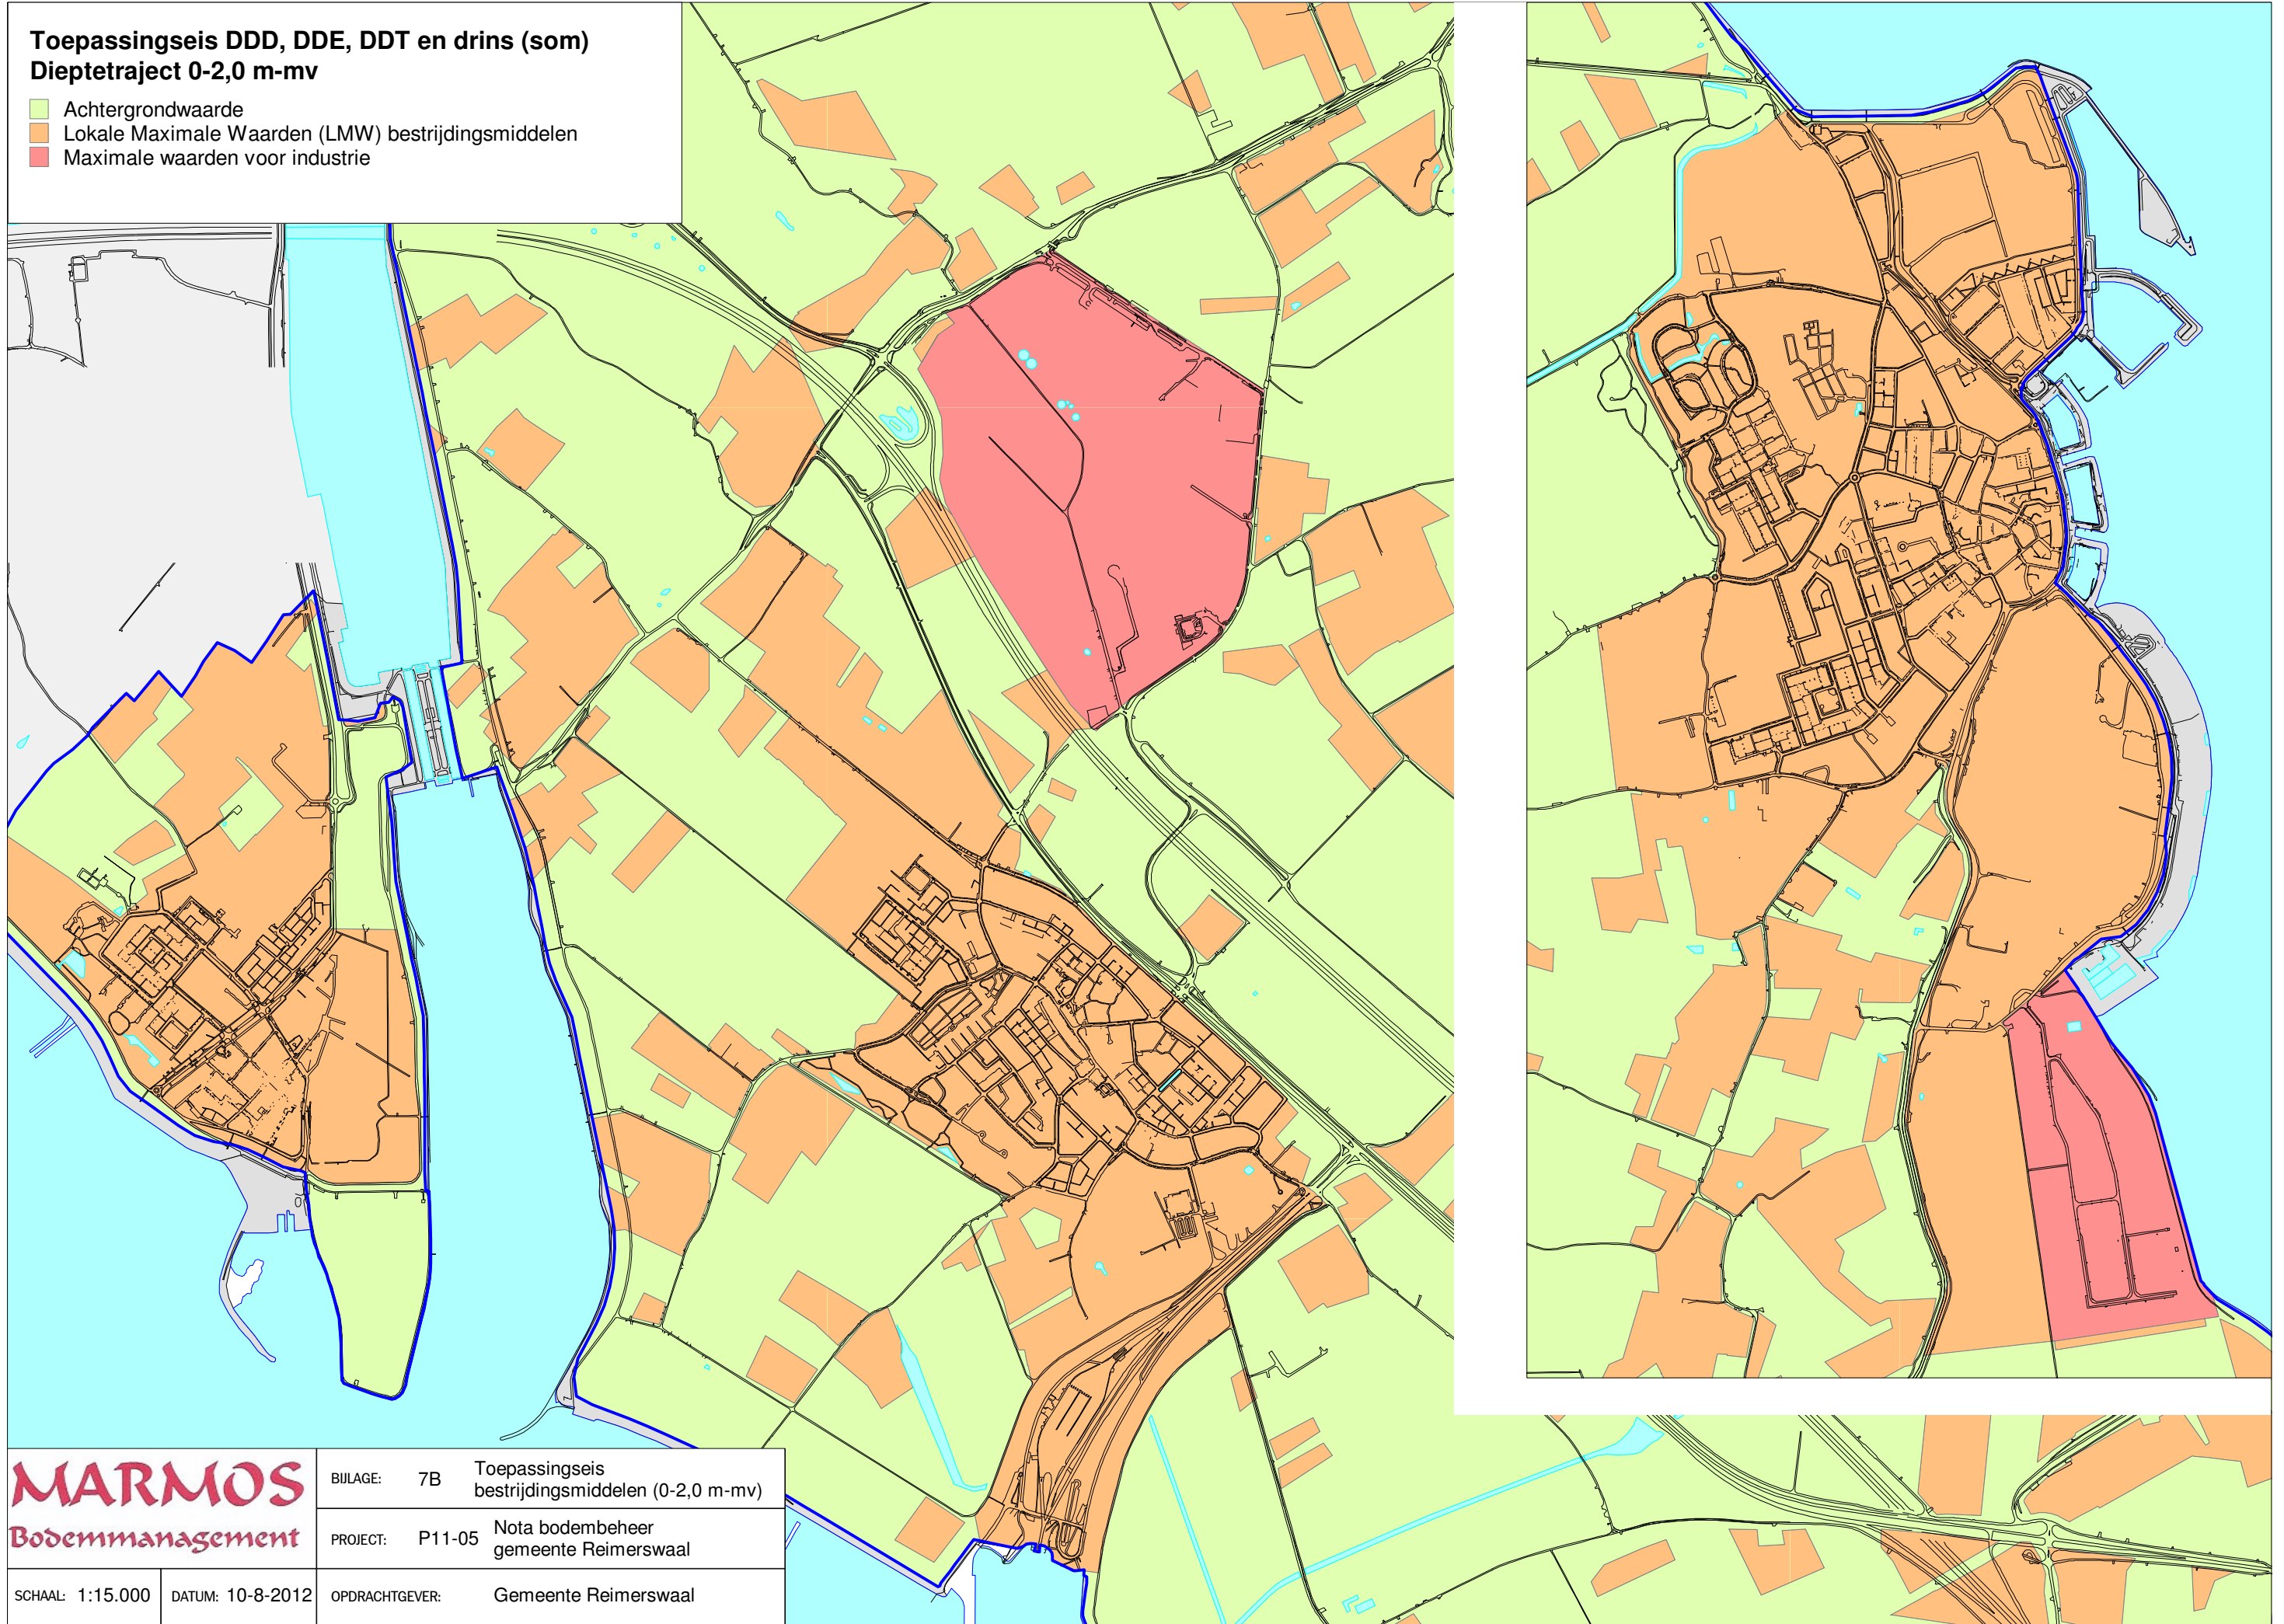 Toepassingseis DDD, DDE, DDT en drins (som)
Dieptetraject 0-2,0 m-mv
Achtergrondwaarde
Lokale Maximale Waarden (LMW) bestrijdingsmiddelen
Maximale waarden voor industrie
MARMOS
Bodemmanagement
BIJLAGE: 7B Toepassingseis
bestrijdingsmiddelen (0-2,0 m-mv)
PROJECT: P11-05 Nota bodembeheer
gemeente Reimerswaal
SCHAAL: 1:15.000 DATUM: 10-8-2012 OPDRACHTGEVER: Gemeente Reimerswaal